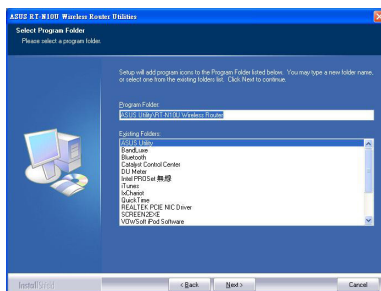 ASUS RT-N10U Wireless Router Utilities
Select Program Folder
Please select a program folder.
Setup will add program icons to the Program Folder listed below. You may type a new folder name, or select one from the existing folders list. Click Next to continue.
Program Folder:
ASUS Utility\RT-N10U Wireless Router
Existing Folders:
ASUS Utility
BandLuxe
Bluetooth
Catalyst Control Center
DU Meter
Intel PROSet 無線
iTunes
IxChariot
QuickTime
REALTEK PCIE NIC Driver
SCREEN2EXE
VOWSoft iPod Software
InstallShield
< Back
Next >
Cancel